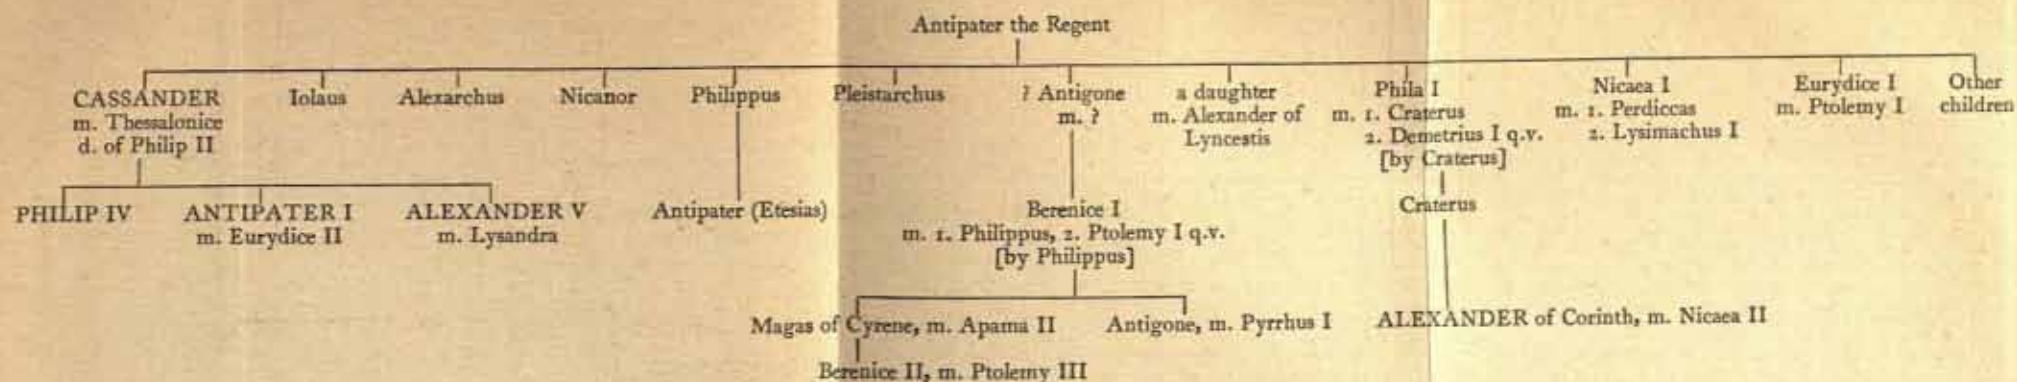 Antipater the Regent
CASSANDER
m. Thessalonice
d. of Philip II
Iolaus
Alexarchus
Nicanor
Philippus
Pleistarchus
? Antigone
m. ?
a daughter
m. Alexander of
Lyncestis
Phila I
m. 1. Craterus
2. Demetrius I q.v.
[by Craterus]
Nicaea I
m. 1. Perdiccas
2. Lysimachus I
Eurydice I
m. Ptolemy I
Other
children
PHILIP IV
ANTIPATER I
m. Eurydice II
ALEXANDER V
m. Lysandra
Antipater (Etesias)
Berenice I
m. 1. Philippus, 2. Ptolemy I q.v.
[by Philippus]
Craterus
Magas of Cyrene, m. Apama II
Antigone, m. Pyrrhus I
ALEXANDER of Corinth, m. Nicaea II
Berenice II, m. Ptolemy III